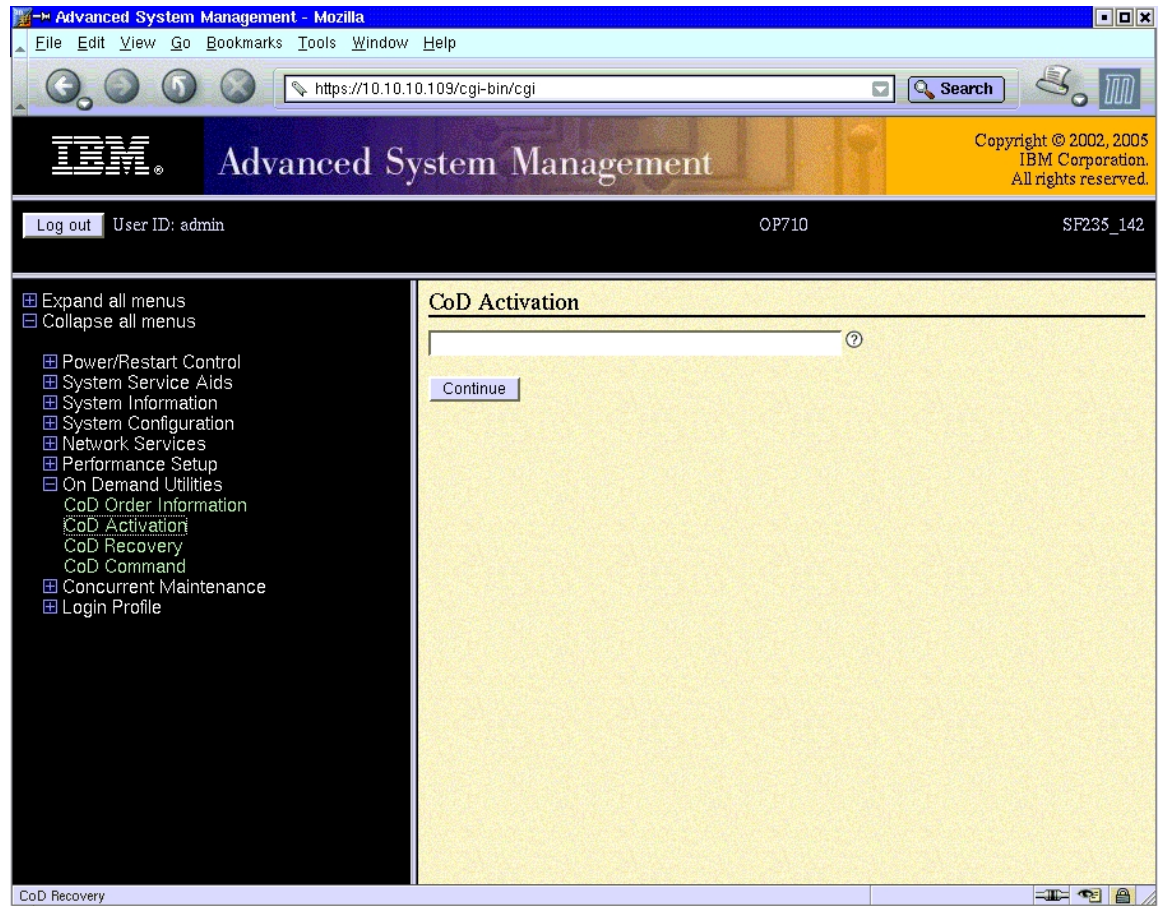 Advanced System Management - Mozilla
File Edit View Go Bookmarks Tools Window Help
https://10.10.10.109/cgi-bin/cgi
Search
IBM®
Advanced System Management
Copyright © 2002, 2005
IBM Corporation.
All rights reserved.
Log out User ID: admin OP710 SF235_142
Expand all menus
Collapse all menus
Power/Restart Control
System Service Aids
System Information
System Configuration
Network Services
Performance Setup
On Demand Utilities
CoD Order Information
CoD Activation
CoD Recovery
CoD Command
Concurrent Maintenance
Login Profile
CoD Activation
?
Continue
CoD Recovery